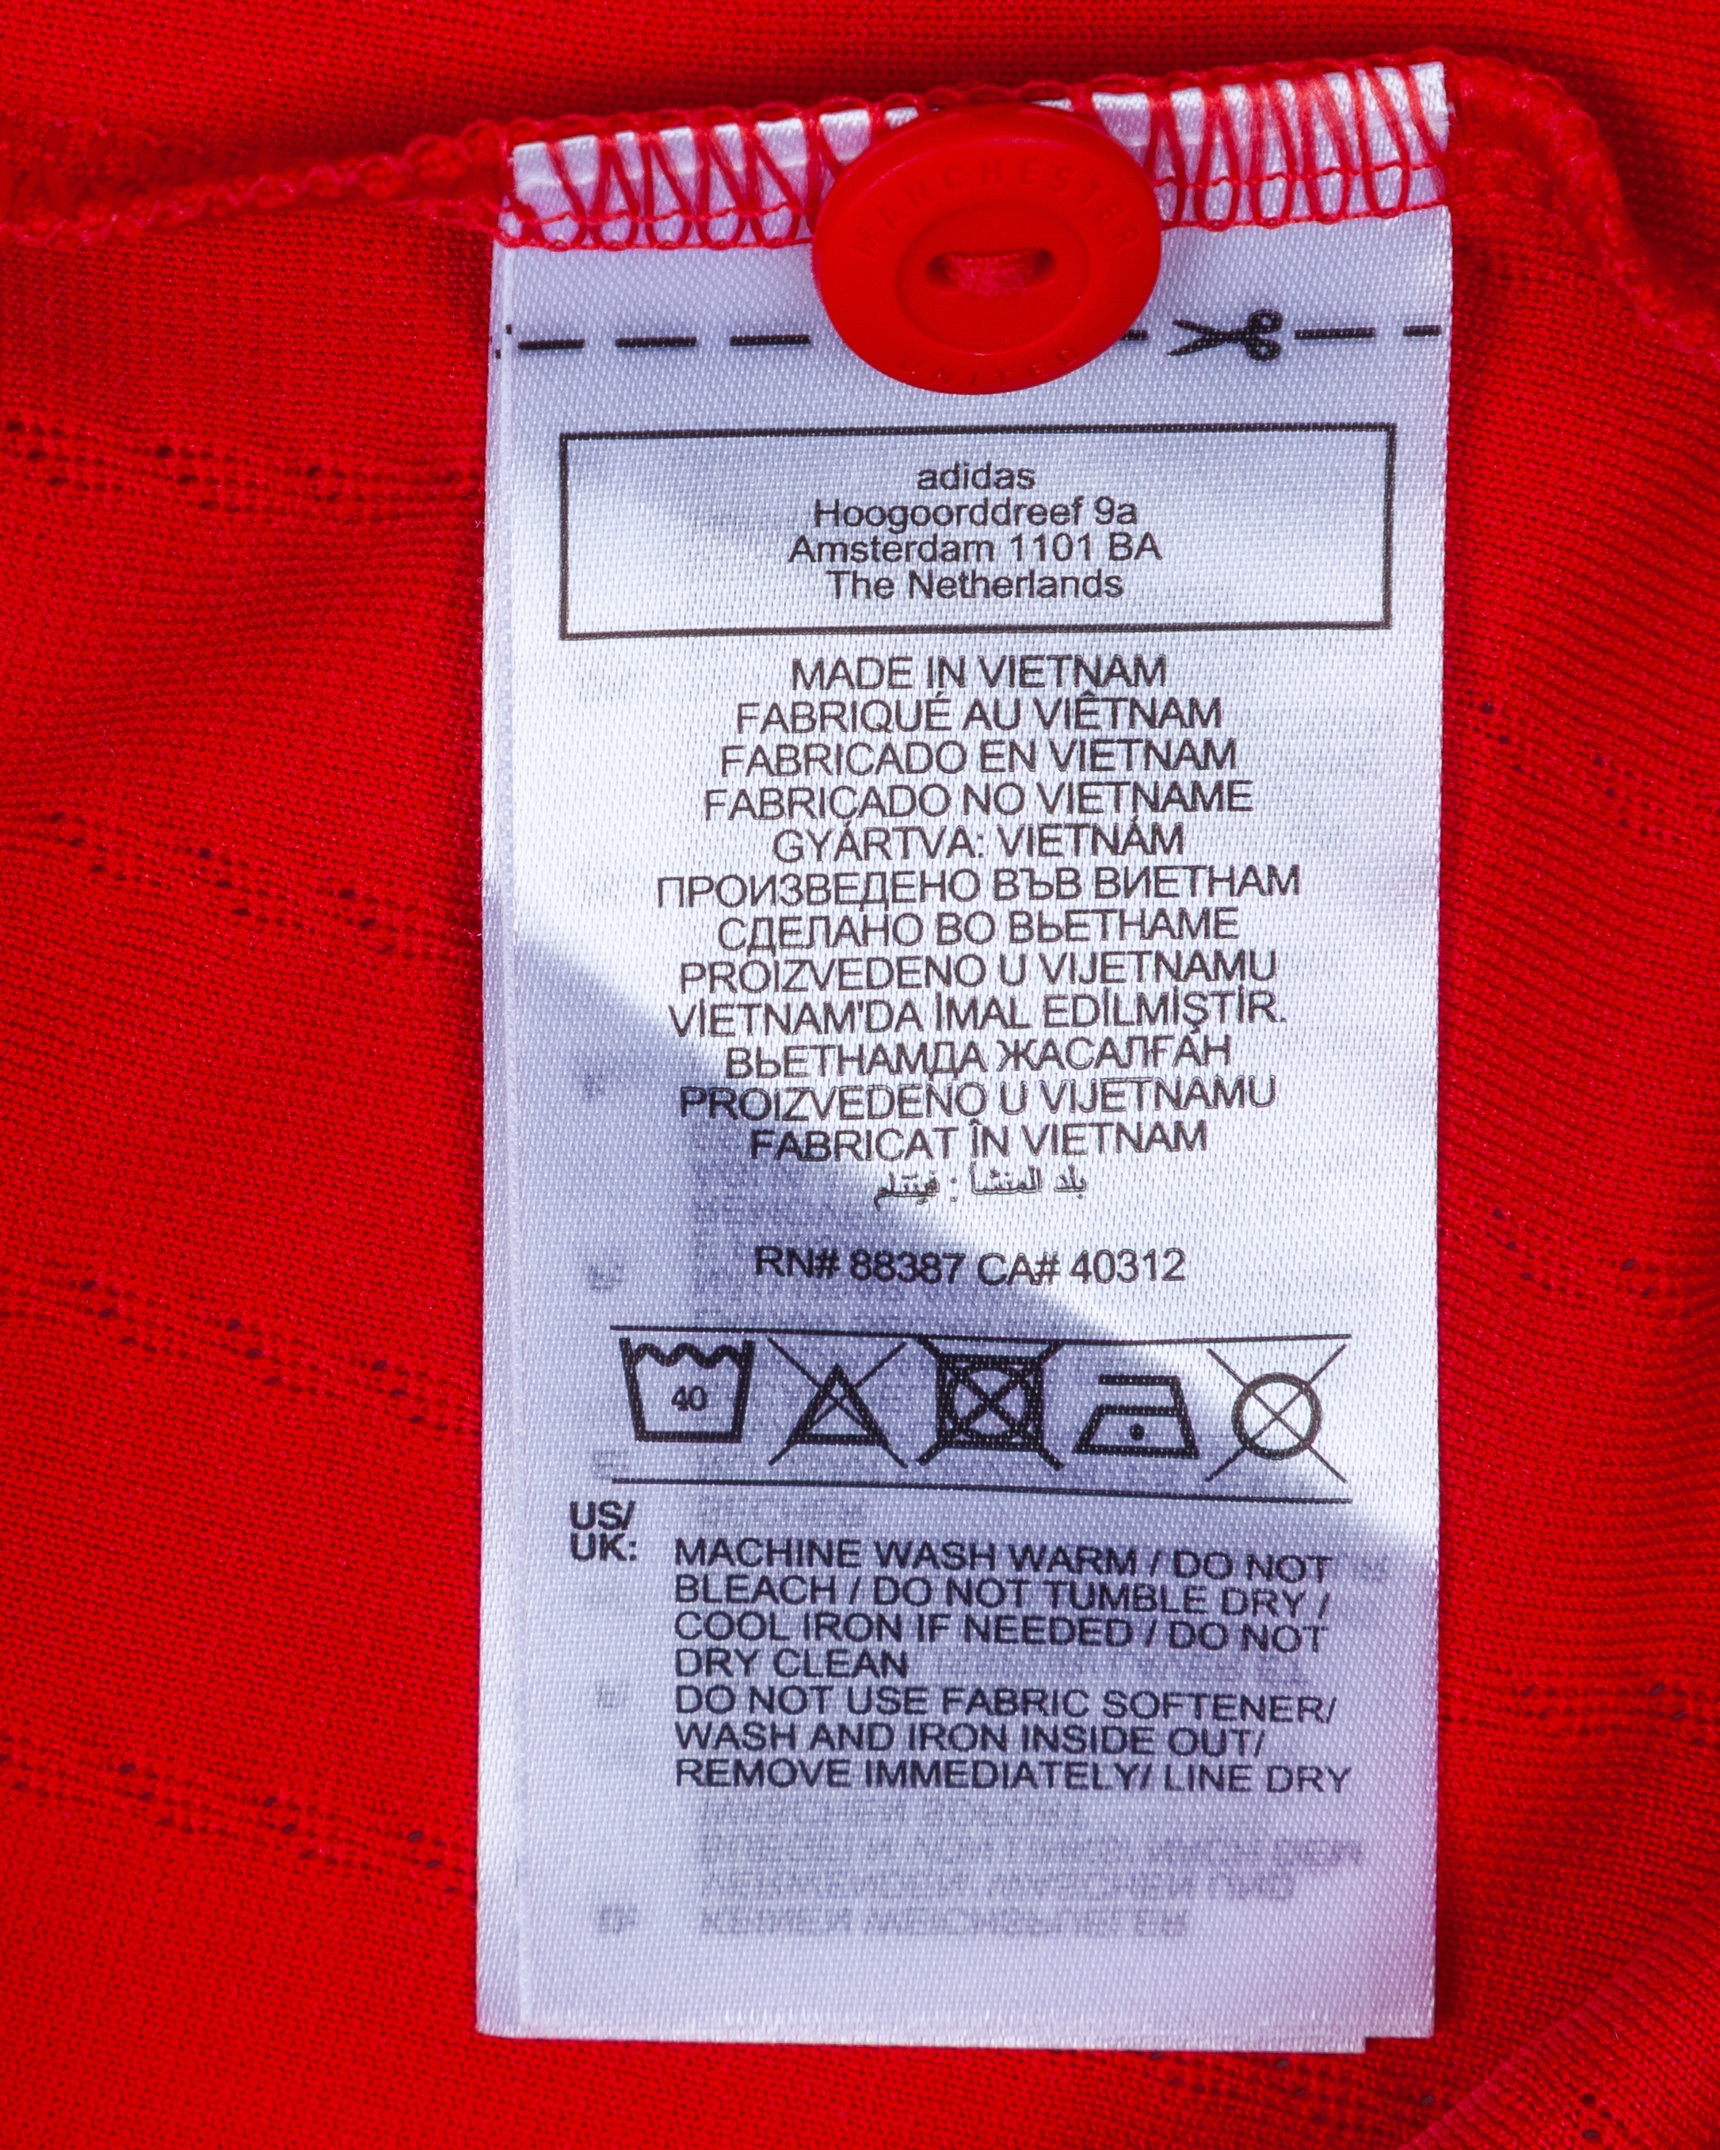 MANCHESTER
UNITED
adidas
Hoogoorddreef 9a
Amsterdam 1101 BA
The Netherlands
MADE IN VIETNAM
FABRIQUÉ AU VIÊTNAM
FABRICADO EN VIETNAM
FABRICADO NO VIETNAME
GYÁRTVA: VIETNÁM
ПРОИЗВЕДЕНО ВЪВ ВИЕТНАМ
СДЕЛАНО ВО ВЬЕТНАМЕ
PROIZVEDENO U VIJETNAMU
VİETNAM'DA İMAL EDİLMİŞTİR.
ВЬЕТНАМДА ЖАСАЛҒАН
PROIZVEDENO U VIJETNAMU
FABRICAT ÎN VIETNAM
بلد المنشأ : فيتنام
RN# 88387 CA# 40312
40
US/
UK:
MACHINE WASH WARM / DO NOT
BLEACH / DO NOT TUMBLE DRY /
COOL IRON IF NEEDED / DO NOT
DRY CLEAN
DO NOT USE FABRIC SOFTENER/
WASH AND IRON INSIDE OUT/
REMOVE IMMEDIATELY/ LINE DRY